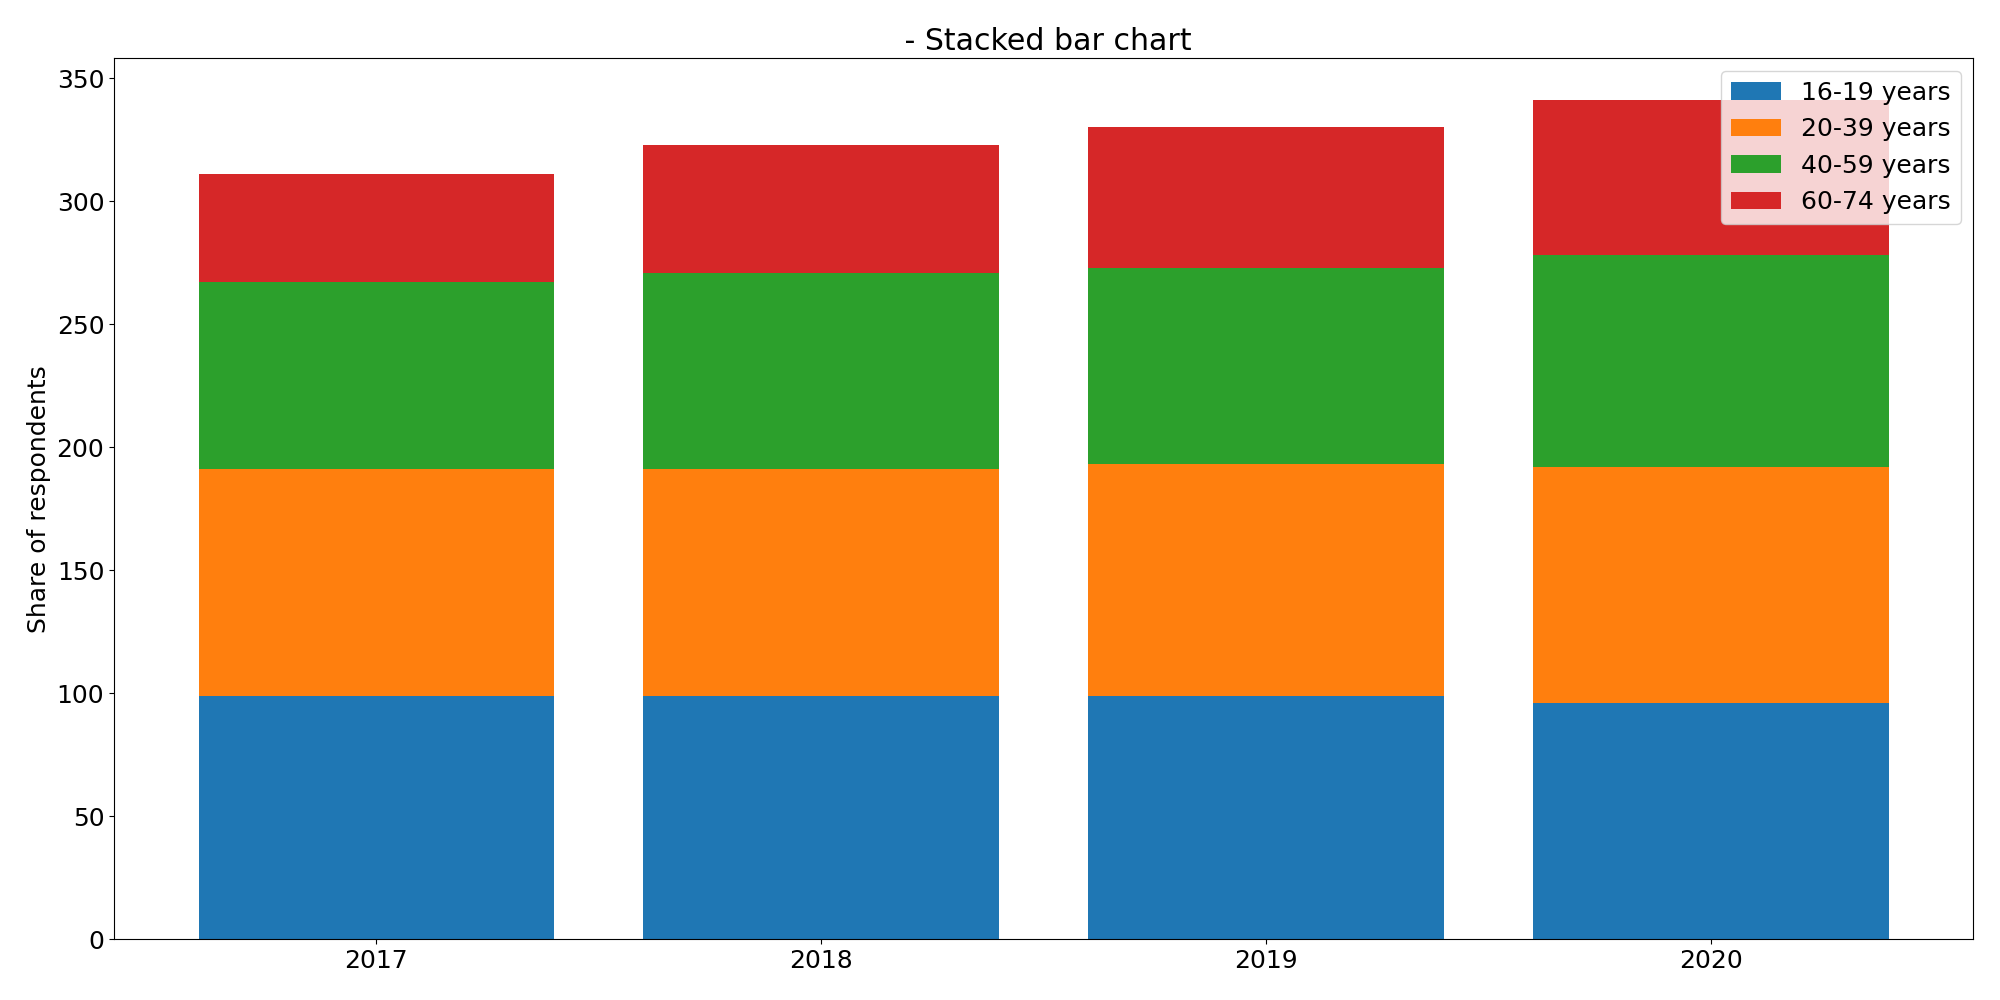 - Stacked bar chart
350
300
250
200
150
100
50
0
Share of respondents
16-19 years
20-39 years
40-59 years
60-74 years
2017
2018
2019
2020